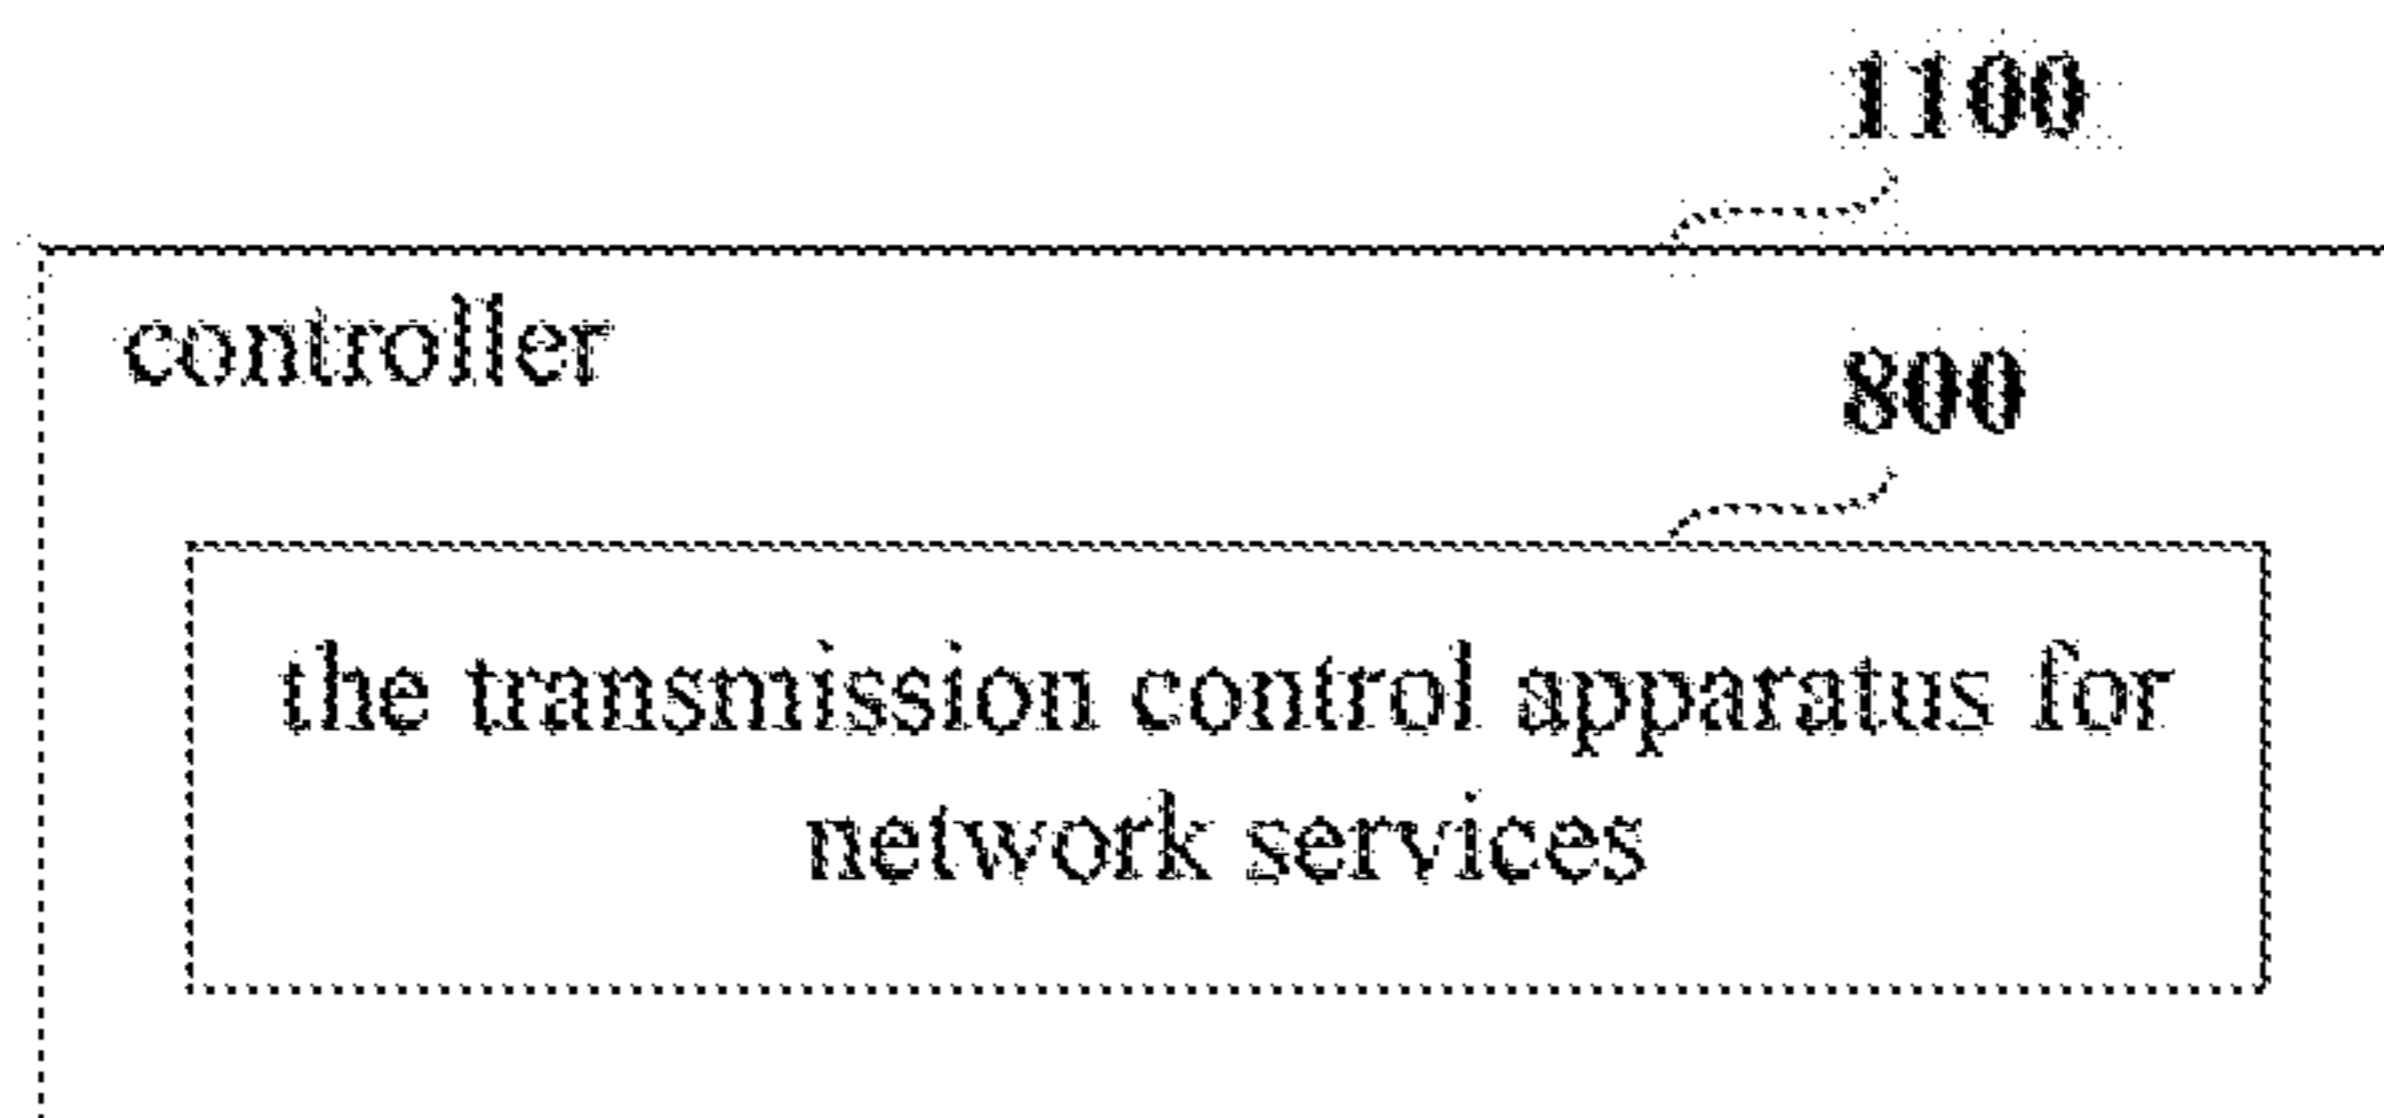 1100
controller
800
the transmission control apparatus for
network services